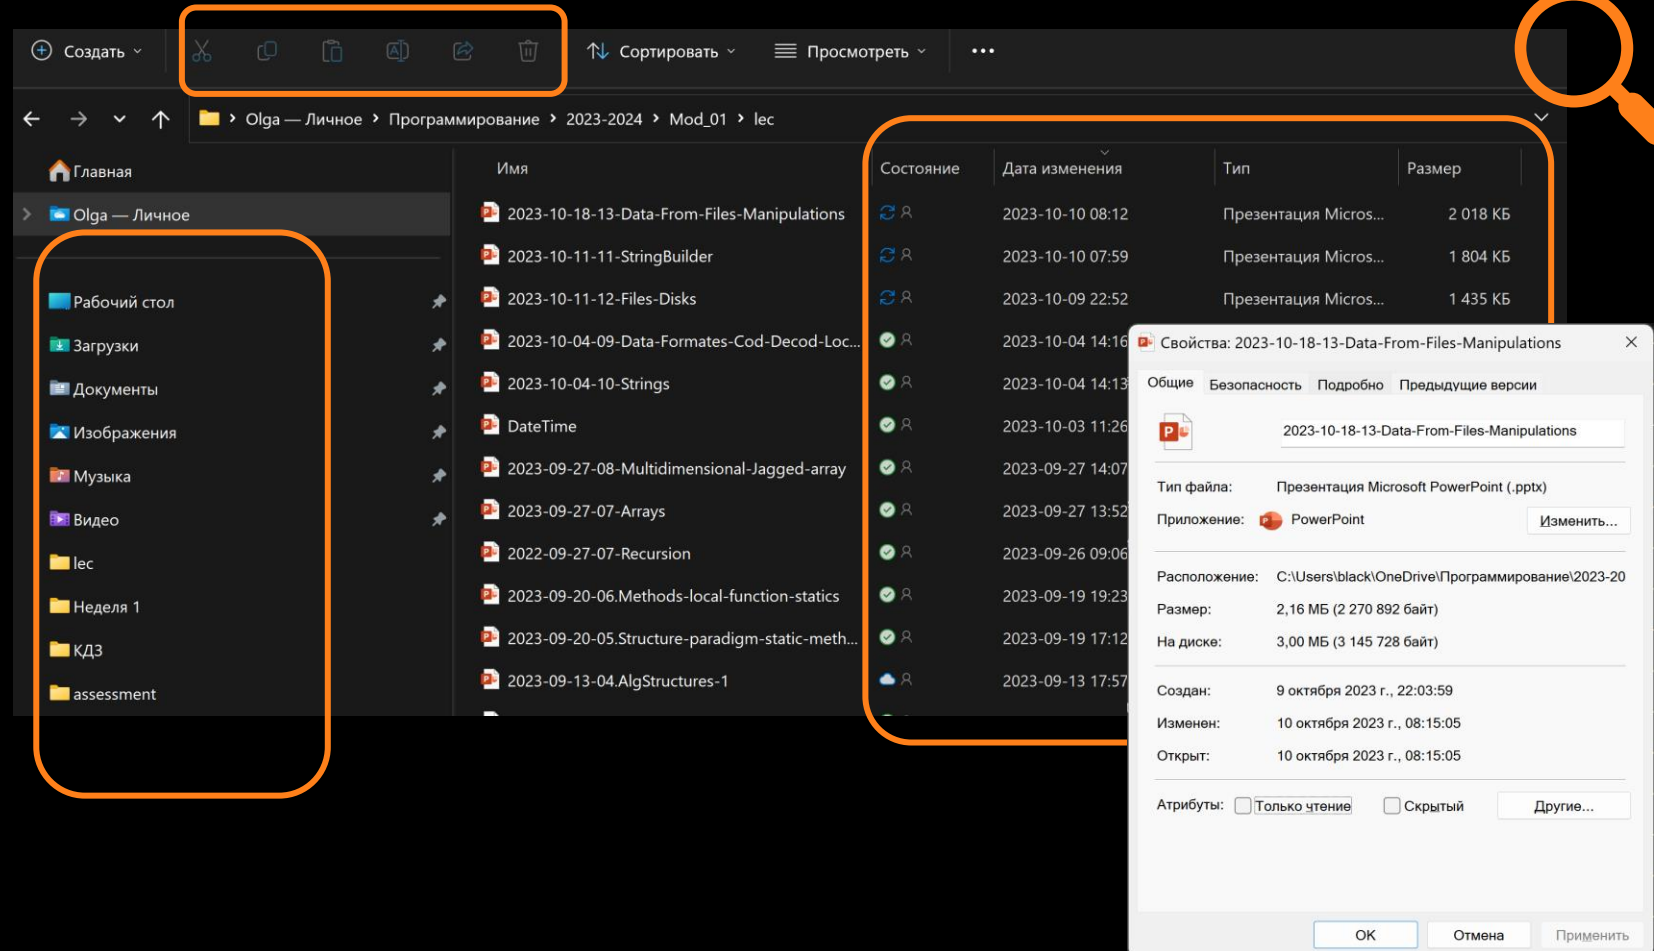 Создать
Сортировать
Просмотреть
Olga — Личное > Программирование > 2023-2024 > Mod_01 > lec
Главная
Olga — Личное
Рабочий стол
Загрузки
Документы
Изображения
Музыка
Видео
lec
Неделя 1
КДЗ
assessment
Имя Состояние Дата изменения Тип Размер
2023-10-18-13-Data-From-Files-Manipulations 2023-10-10 08:12 Презентация Micros... 2 018 КБ
2023-10-11-11-StringBuilder 2023-10-10 07:59 Презентация Micros... 1 804 КБ
2023-10-11-12-Files-Disks 2023-10-09 22:52 Презентация Micros... 1 435 КБ
2023-10-04-09-Data-Formates-Cod-Decod-Loc... 2023-10-04 14:16
2023-10-04-10-Strings 2023-10-04 14:13
DateTime 2023-10-03 11:26
2023-09-27-08-Multidimensional-Jagged-array 2023-09-27 14:07
2023-09-27-07-Arrays 2023-09-27 13:52
2022-09-27-07-Recursion 2023-09-26 09:06
2023-09-20-06.Methods-local-function-statics 2023-09-19 19:23
2023-09-20-05.Structure-paradigm-static-meth... 2023-09-19 17:12
2023-09-13-04.AlgStructures-1 2023-09-13 17:57
Свойства: 2023-10-18-13-Data-From-Files-Manipulations
Общие Безопасность Подробно Предыдущие версии
2023-10-18-13-Data-From-Files-Manipulations
Тип файла: Презентация Microsoft PowerPoint (.pptx)
Приложение: PowerPoint Изменить...
Расположение: C:\Users\black\OneDrive\Программирование\2023-20
Размер: 2,16 МБ (2 270 892 байт)
На диске: 3,00 МБ (3 145 728 байт)
Создан: 9 октября 2023 г., 22:03:59
Изменен: 10 октября 2023 г., 08:15:05
Открыт: 10 октября 2023 г., 08:15:05
Атрибуты: Только чтение Скрытый Другие...
ОК Отмена Применить